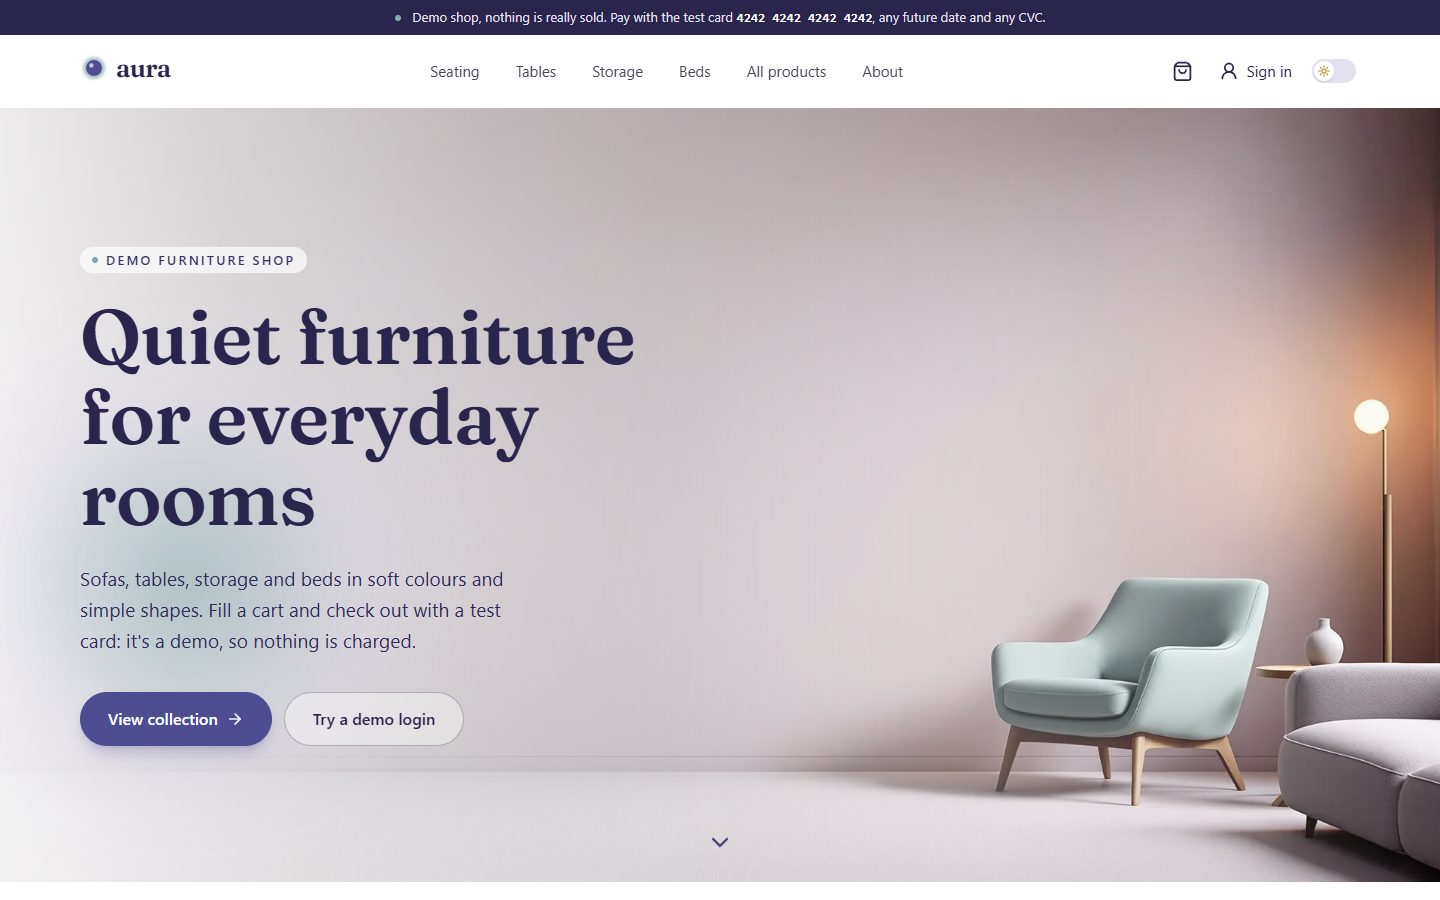 Demo shop, nothing is really sold. Pay with the test card 4242 4242 4242 4242, any future date and any CVC.
aura
Seating
Tables
Storage
Beds
All products
About
Sign in
DEMO FURNITURE SHOP
Quiet furniture
for everyday
rooms
Sofas, tables, storage and beds in soft colours and
simple shapes. Fill a cart and check out with a test
card: it's a demo, so nothing is charged.
View collection
Try a demo login